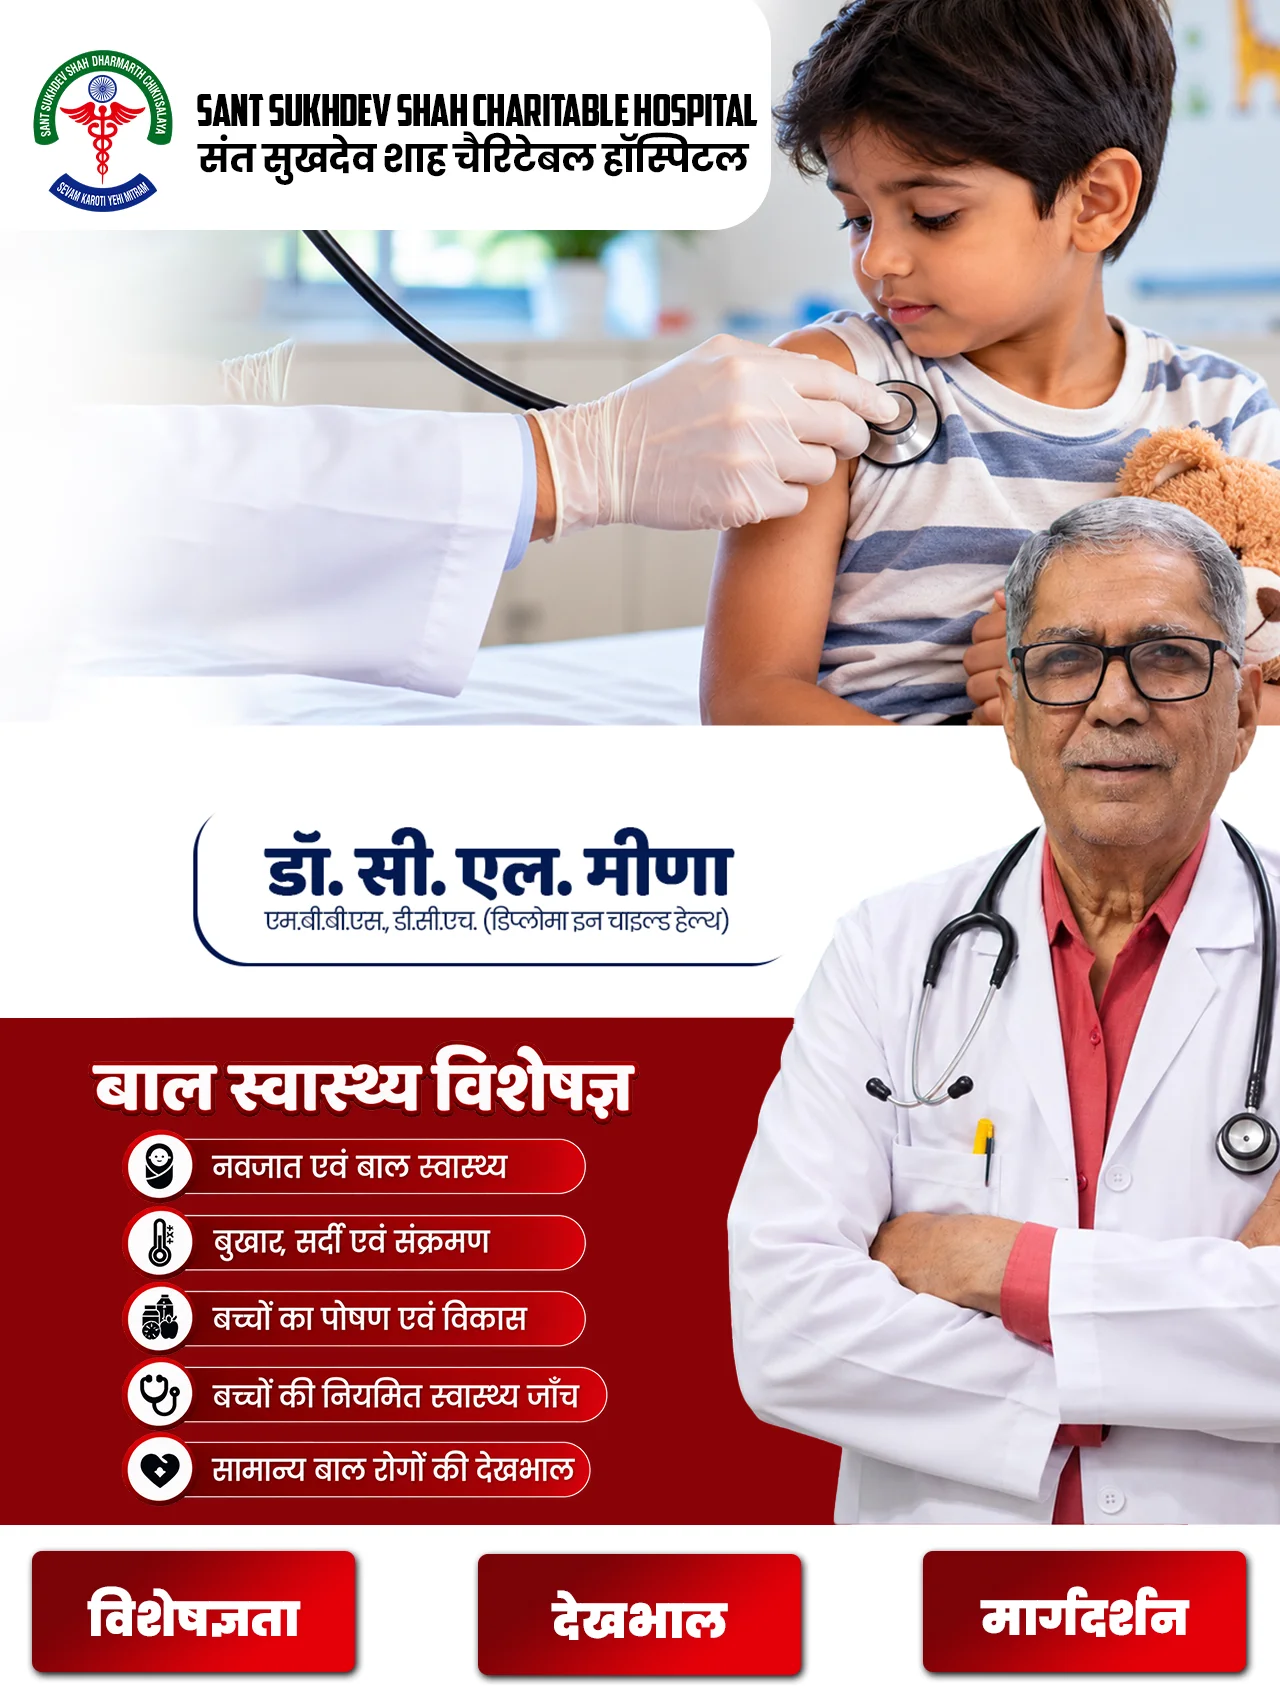 SANT SUKHDEV SHAH DHARMARTH CHIKITSALAYA
SEVAM KAROTI YEHI MITRAM
SANT SUKHDEV SHAH CHARITABLE HOSPITAL
संत सुखदेव शाह चैरिटेबल हॉस्पिटल
डॉ. सी. एल. मीणा
एम.बी.बी.एस., डी.सी.एच. (डिप्लोमा इन चाइल्ड हेल्थ)
बाल स्वास्थ्य विशेषज्ञ
नवजात एवं बाल स्वास्थ्य
बुखार, सर्दी एवं संक्रमण
बच्चों का पोषण एवं विकास
बच्चों की नियमित स्वास्थ्य जाँच
सामान्य बाल रोगों की देखभाल
विशेषज्ञता
देखभाल
मार्गदर्शन